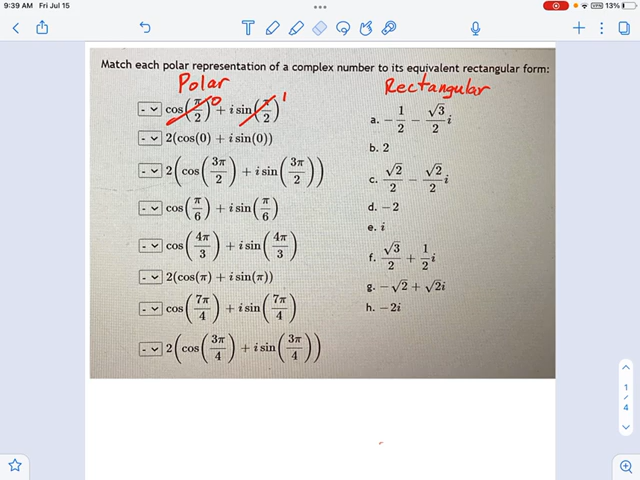 9:39 AM Fri Jul 15
VPN 13%
Match each polar representation of a complex number to its equivalent rectangular form:
Polar
Rectangular
cos(π/2) 0 + i sin(π/2) 1
2(cos(0) + i sin(0))
2(cos(3π/2) + i sin(3π/2))
cos(π/6) + i sin(π/6)
cos(4π/3) + i sin(4π/3)
2(cos(π) + i sin(π))
cos(7π/4) + i sin(7π/4)
2(cos(3π/4) + i sin(3π/4))
a. −1/2 − √3/2 i
b. 2
c. √2/2 − √2/2 i
d. −2
e. i
f. √3/2 + 1/2 i
g. −√2 + √2i
h. −2i
1
/
4